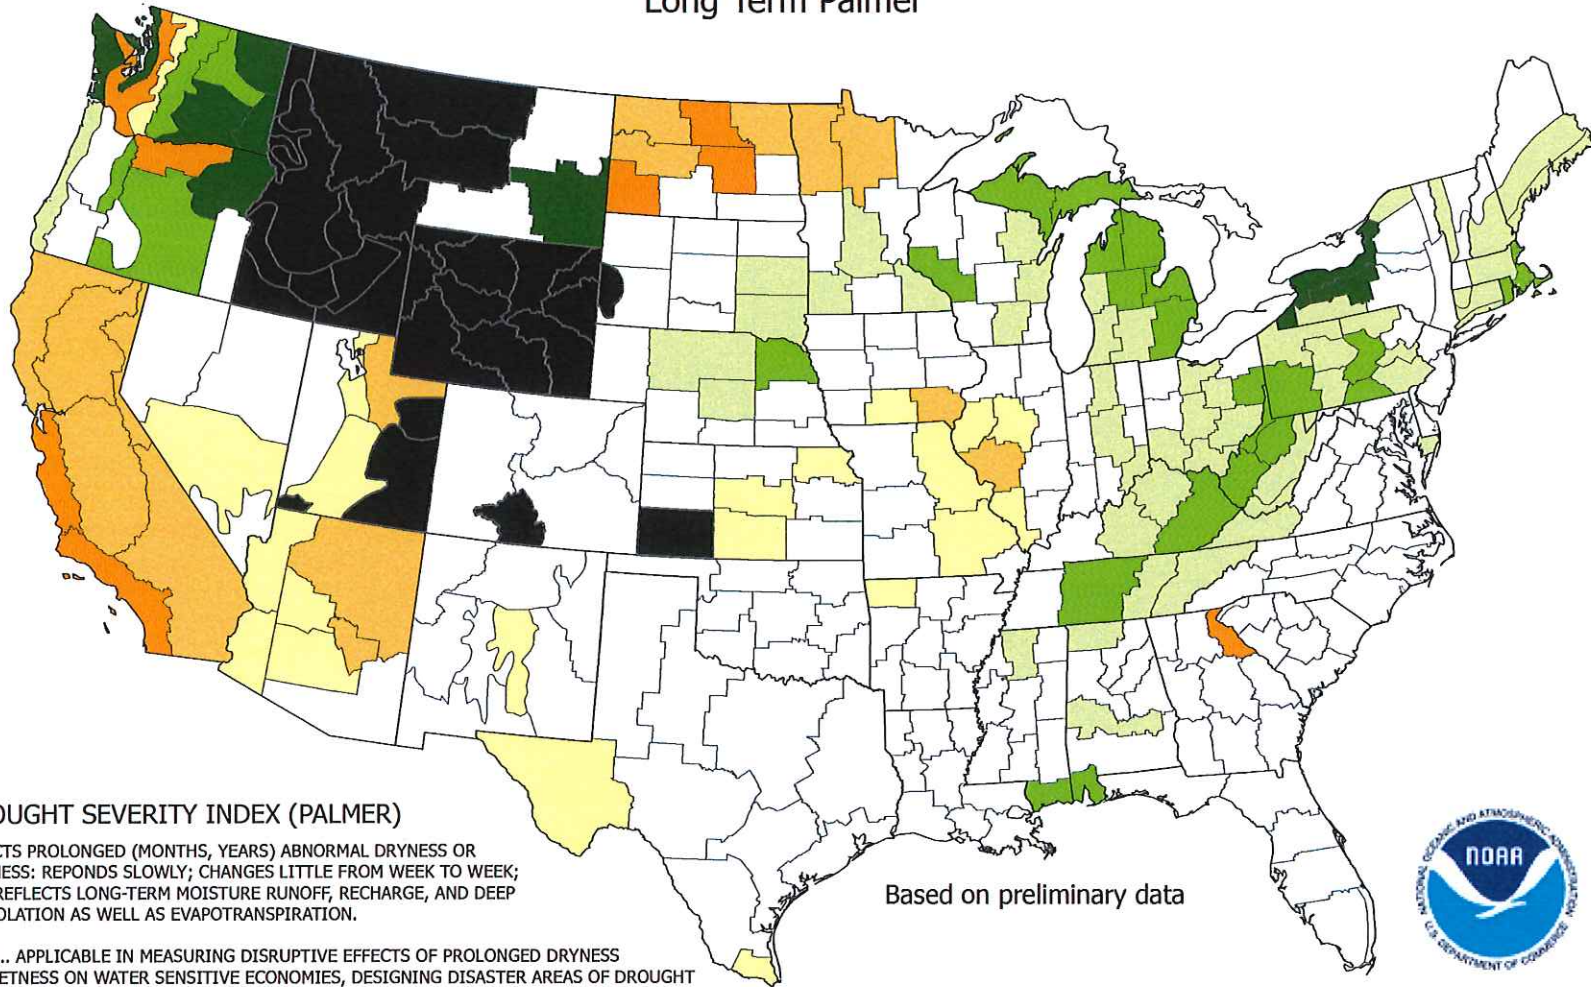 Long Term Palmer
OUGHT SEVERITY INDEX (PALMER)
CTS PROLONGED (MONTHS, YEARS) ABNORMAL DRYNESS OR
NESS: REPONDS SLOWLY; CHANGES LITTLE FROM WEEK TO WEEK;
REFLECTS LONG-TERM MOISTURE RUNOFF, RECHARGE, AND DEEP
OLATION AS WELL AS EVAPOTRANSPIRATION.
... APPLICABLE IN MEASURING DISRUPTIVE EFFECTS OF PROLONGED DRYNESS
ETNESS ON WATER SENSITIVE ECONOMIES, DESIGNING DISASTER AREAS OF DROUGHT
Based on preliminary data
NATIONAL OCEANIC AND ATMOSPHERIC ADMINISTRATION
NOAA
U.S. DEPARTMENT OF COMMERCE